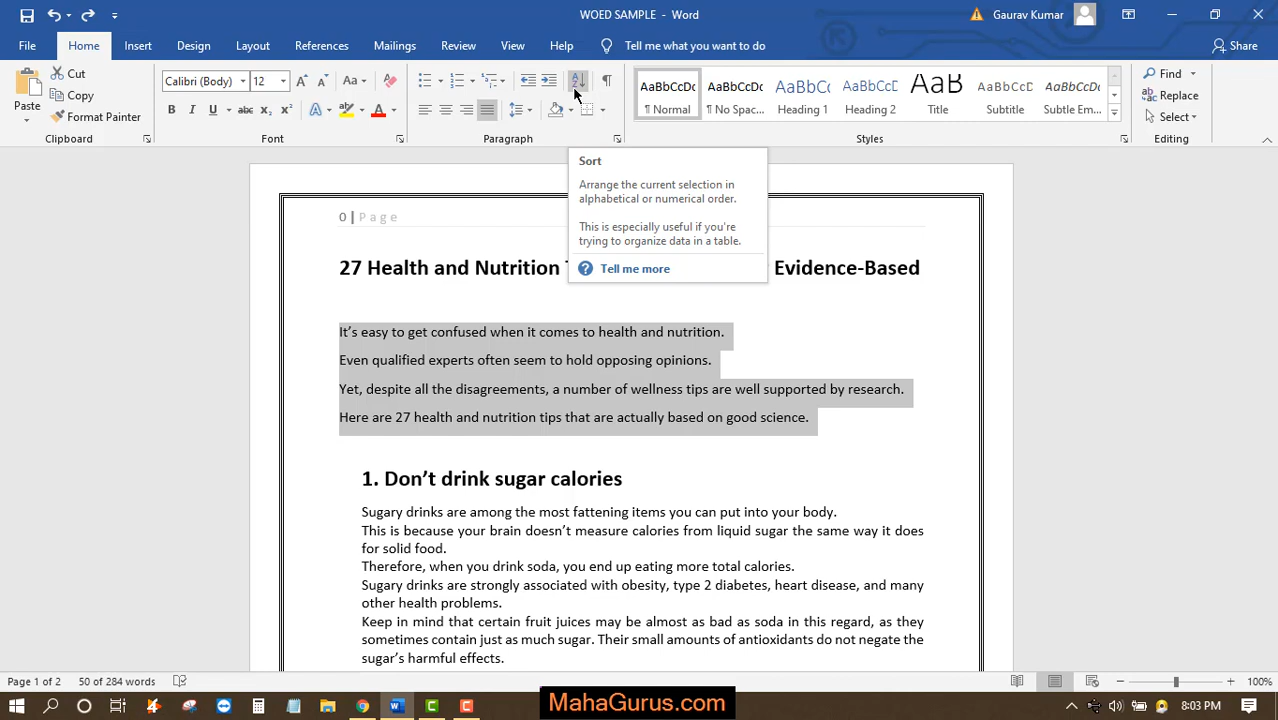 WOED SAMPLE - Word
Gaurav Kumar
File Home Insert Design Layout References Mailings Review View Help Tell me what you want to do Share
Paste
Cut
Copy
Format Painter
Clipboard
Calibri (Body) 12
B I U abc X₂ X²
Font
Paragraph
AaBbCcDc
¶ Normal
AaBbCcDc
¶ No Spac...
AaBbCc
Heading 1
AaBbCcD
Heading 2
AaB
Title
AaBbCcD
Subtitle
AaBbCcDc
Subtle Em...
Styles
Find
Replace
Select
Editing
Sort
Arrange the current selection in
alphabetical or numerical order.
This is especially useful if you're
trying to organize data in a table.
Tell me more
0 | Page
27 Health and Nutrition Evidence-Based
It's easy to get confused when it comes to health and nutrition.
Even qualified experts often seem to hold opposing opinions.
Yet, despite all the disagreements, a number of wellness tips are well supported by research.
Here are 27 health and nutrition tips that are actually based on good science.
1. Don't drink sugar calories
Sugary drinks are among the most fattening items you can put into your body.
This is because your brain doesn't measure calories from liquid sugar the same way it does
for solid food.
Therefore, when you drink soda, you end up eating more total calories.
Sugary drinks are strongly associated with obesity, type 2 diabetes, heart disease, and many
other health problems.
Keep in mind that certain fruit juices may be almost as bad as soda in this regard, as they
sometimes contain just as much sugar. Their small amounts of antioxidants do not negate the
sugar's harmful effects.
Page 1 of 2 50 of 284 words
100%
MahaGurus.com
8:03 PM